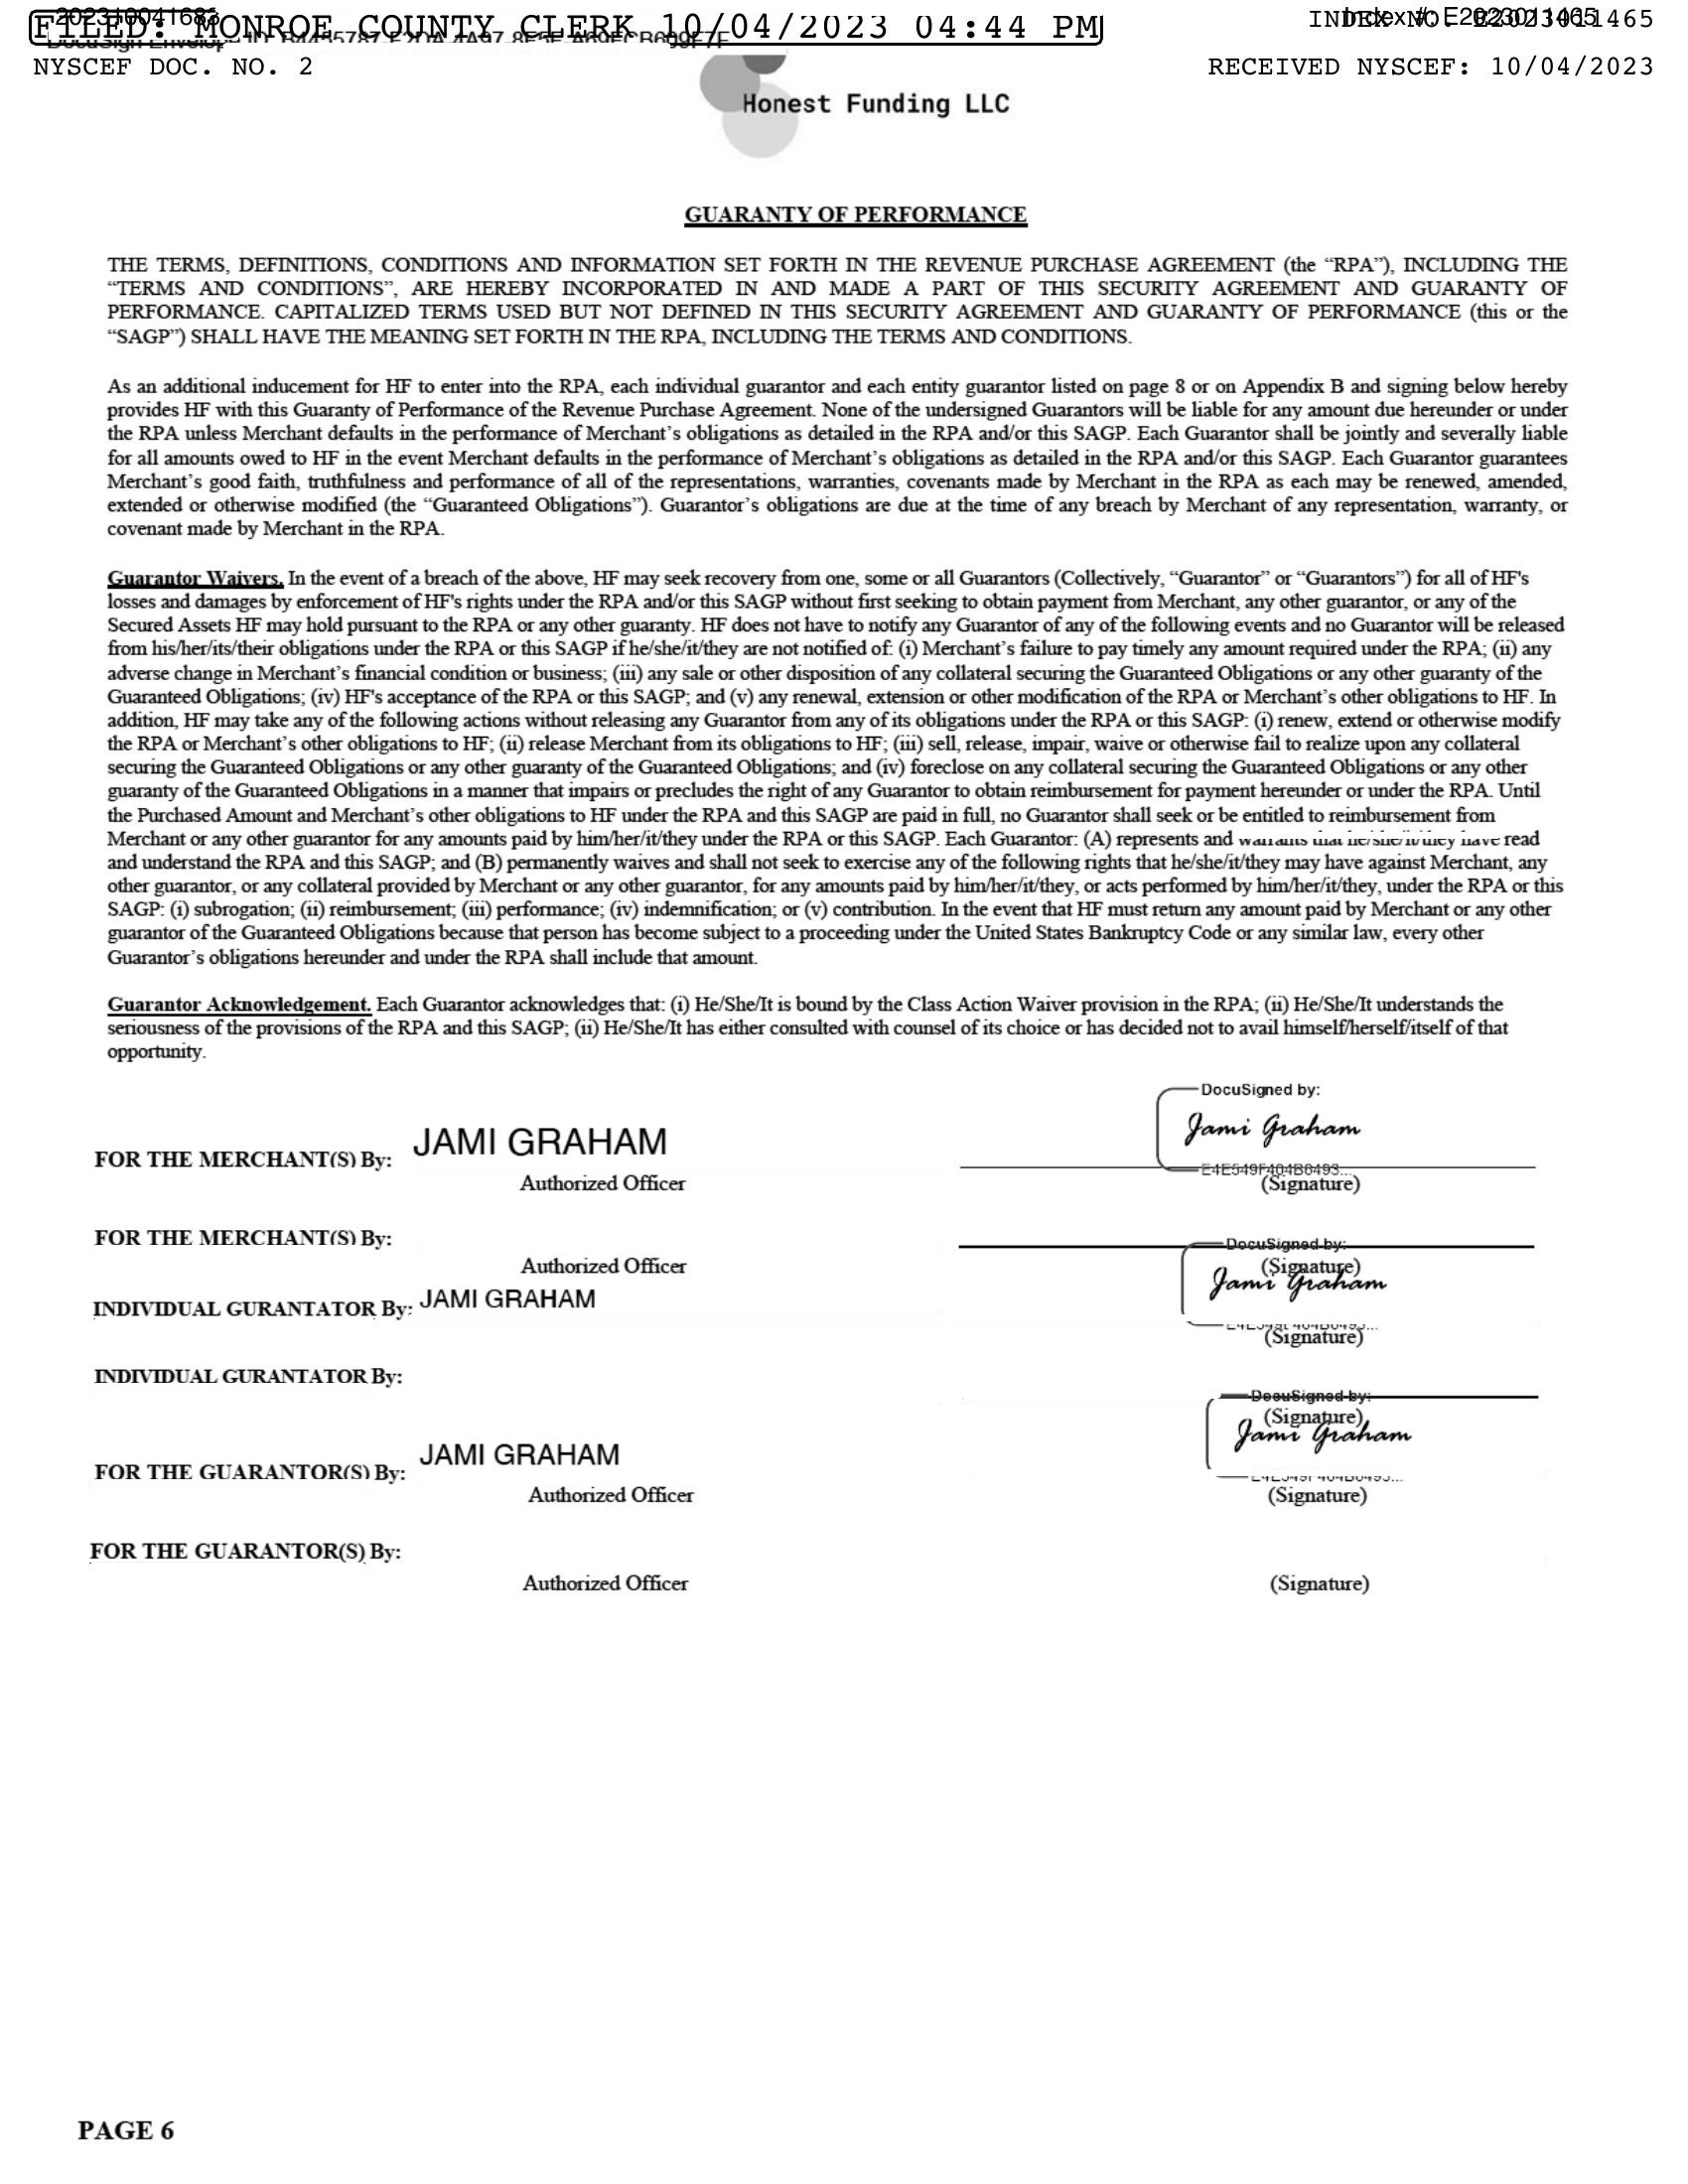 202310041683
FILED: MONROE COUNTY CLERK 10/04/2023 04:44 PM
INDEX NO. E2023011465
Index #: E2023011465
NYSCEF DOC. NO. 2
RECEIVED NYSCEF: 10/04/2023
Honest Funding LLC
GUARANTY OF PERFORMANCE
THE TERMS, DEFINITIONS, CONDITIONS AND INFORMATION SET FORTH IN THE REVENUE PURCHASE AGREEMENT (the “RPA”), INCLUDING THE
“TERMS AND CONDITIONS”, ARE HEREBY INCORPORATED IN AND MADE A PART OF THIS SECURITY AGREEMENT AND GUARANTY OF
PERFORMANCE. CAPITALIZED TERMS USED BUT NOT DEFINED IN THIS SECURITY AGREEMENT AND GUARANTY OF PERFORMANCE (this or the
“SAGP”) SHALL HAVE THE MEANING SET FORTH IN THE RPA, INCLUDING THE TERMS AND CONDITIONS.
As an additional inducement for HF to enter into the RPA, each individual guarantor and each entity guarantor listed on page 8 or on Appendix B and signing below hereby
provides HF with this Guaranty of Performance of the Revenue Purchase Agreement. None of the undersigned Guarantors will be liable for any amount due hereunder or under
the RPA unless Merchant defaults in the performance of Merchant’s obligations as detailed in the RPA and/or this SAGP. Each Guarantor shall be jointly and severally liable
for all amounts owed to HF in the event Merchant defaults in the performance of Merchant’s obligations as detailed in the RPA and/or this SAGP. Each Guarantor guarantees
Merchant’s good faith, truthfulness and performance of all of the representations, warranties, covenants made by Merchant in the RPA as each may be renewed, amended,
extended or otherwise modified (the “Guaranteed Obligations”). Guarantor’s obligations are due at the time of any breach by Merchant of any representation, warranty, or
covenant made by Merchant in the RPA.
Guarantor Waivers. In the event of a breach of the above, HF may seek recovery from one, some or all Guarantors (Collectively, “Guarantor” or “Guarantors”) for all of HF's
losses and damages by enforcement of HF's rights under the RPA and/or this SAGP without first seeking to obtain payment from Merchant, any other guarantor, or any of the
Secured Assets HF may hold pursuant to the RPA or any other guaranty. HF does not have to notify any Guarantor of any of the following events and no Guarantor will be released
from his/her/its/their obligations under the RPA or this SAGP if he/she/it/they are not notified of: (i) Merchant’s failure to pay timely any amount required under the RPA; (ii) any
adverse change in Merchant’s financial condition or business; (iii) any sale or other disposition of any collateral securing the Guaranteed Obligations or any other guaranty of the
Guaranteed Obligations; (iv) HF's acceptance of the RPA or this SAGP; and (v) any renewal, extension or other modification of the RPA or Merchant’s other obligations to HF. In
addition, HF may take any of the following actions without releasing any Guarantor from any of its obligations under the RPA or this SAGP: (i) renew, extend or otherwise modify
the RPA or Merchant’s other obligations to HF; (ii) release Merchant from its obligations to HF; (iii) sell, release, impair, waive or otherwise fail to realize upon any collateral
securing the Guaranteed Obligations or any other guaranty of the Guaranteed Obligations; and (iv) foreclose on any collateral securing the Guaranteed Obligations or any other
guaranty of the Guaranteed Obligations in a manner that impairs or precludes the right of any Guarantor to obtain reimbursement for payment hereunder or under the RPA. Until
the Purchased Amount and Merchant’s other obligations to HF under the RPA and this SAGP are paid in full, no Guarantor shall seek or be entitled to reimbursement from
Merchant or any other guarantor for any amounts paid by him/her/it/they under the RPA or this SAGP. Each Guarantor: (A) represents and warrants that he/she/it/they have read
and understand the RPA and this SAGP; and (B) permanently waives and shall not seek to exercise any of the following rights that he/she/it/they may have against Merchant, any
other guarantor, or any collateral provided by Merchant or any other guarantor, for any amounts paid by him/her/it/they, or acts performed by him/her/it/they, under the RPA or this
SAGP: (i) subrogation; (ii) reimbursement; (iii) performance; (iv) indemnification; or (v) contribution. In the event that HF must return any amount paid by Merchant or any other
guarantor of the Guaranteed Obligations because that person has become subject to a proceeding under the United States Bankruptcy Code or any similar law, every other
Guarantor’s obligations hereunder and under the RPA shall include that amount.
Guarantor Acknowledgement. Each Guarantor acknowledges that: (i) He/She/It is bound by the Class Action Waiver provision in the RPA; (ii) He/She/It understands the
seriousness of the provisions of the RPA and this SAGP; (ii) He/She/It has either consulted with counsel of its choice or has decided not to avail himself/herself/itself of that
opportunity.
DocuSigned by:
FOR THE MERCHANT(S) By: JAMI GRAHAM Jami Graham
E4E549F404B6493...
Authorized Officer (Signature)
FOR THE MERCHANT(S) By: DocuSigned by:
Authorized Officer (Signature)
INDIVIDUAL GURANTATOR By: JAMI GRAHAM Jami Graham
(Signature)
INDIVIDUAL GURANTATOR By: DocuSigned by:
(Signature)
FOR THE GUARANTOR(S) By: JAMI GRAHAM Jami Graham
Authorized Officer (Signature)
FOR THE GUARANTOR(S) By:
Authorized Officer (Signature)
PAGE 6